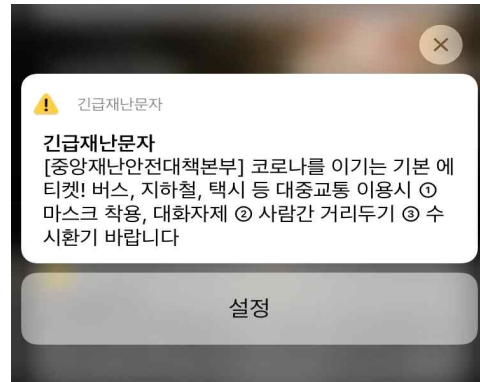 긴급재난문자
긴급재난문자
[중앙재난안전대책본부] 코로나를 이기는 기본 에
티켓! 버스, 지하철, 택시 등 대중교통 이용시 ①
마스크 착용, 대화자제 ② 사람간 거리두기 ③ 수
시환기 바랍니다
설정